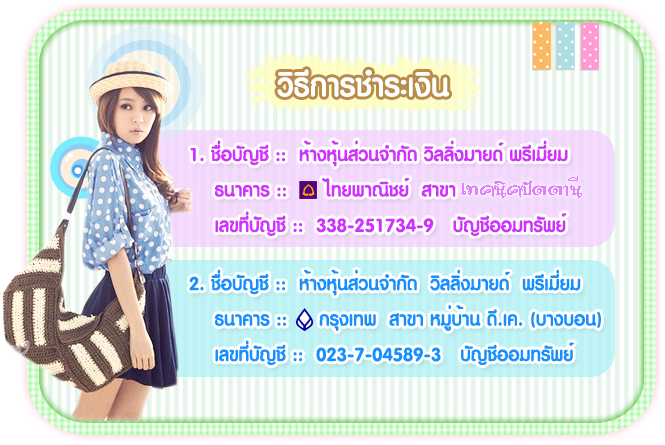 วิธีการชำระเงิน
1. ชื่อบัญชี :: ห้างหุ้นส่วนจำกัด วิลลิ่งมายด์ พรีเมี่ยม
ธนาคาร :: ไทยพาณิชย์ สาขา เทคนิคปัตตานี
เลขที่บัญชี :: 338-251734-9 บัญชีออมทรัพย์
2. ชื่อบัญชี :: ห้างหุ้นส่วนจำกัด วิลลิ่งมายด์ พรีเมี่ยม
ธนาคาร :: กรุงเทพ สาขา หมู่บ้าน ดี.เค. (บางบอน)
เลขที่บัญชี :: 023-7-04589-3 บัญชีออมทรัพย์